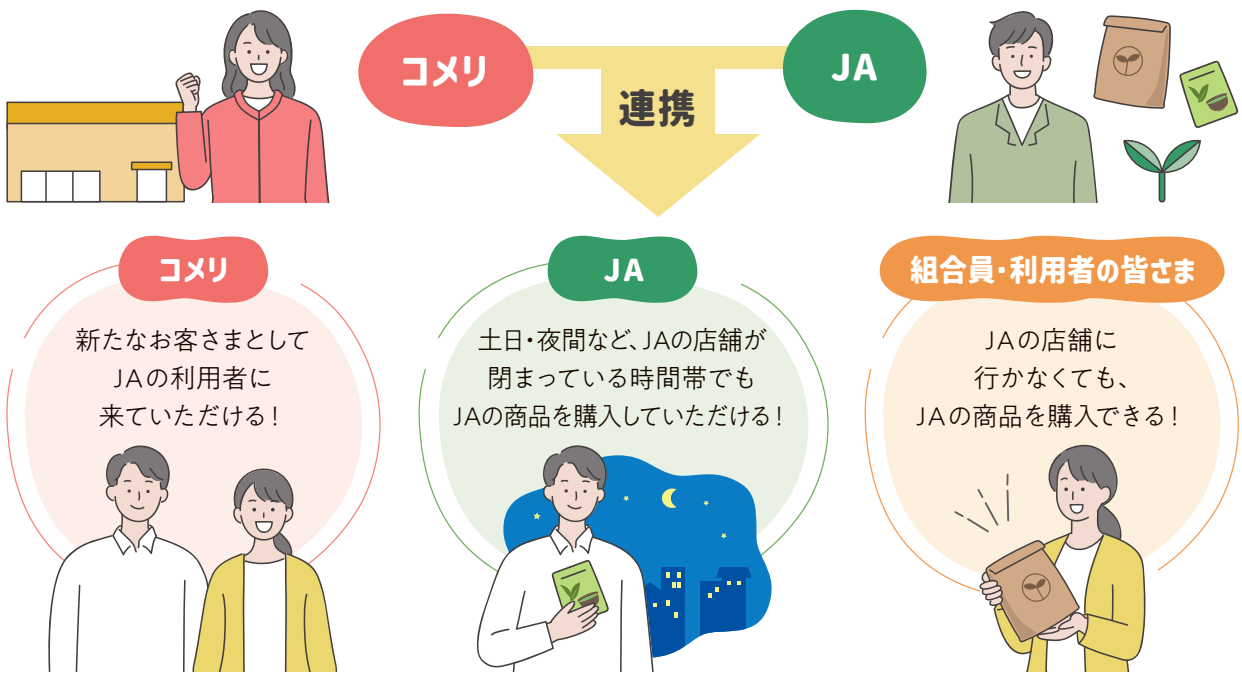 コメリ
JA
連携
コメリ
新たなお客さまとして
JAの利用者に
来ていただける!
JA
土日・夜間など、JAの店舗が
閉まっている時間帯でも
JAの商品を購入していただける!
組合員・利用者の皆さま
JAの店舗に
行かなくても、
JAの商品を購入できる!